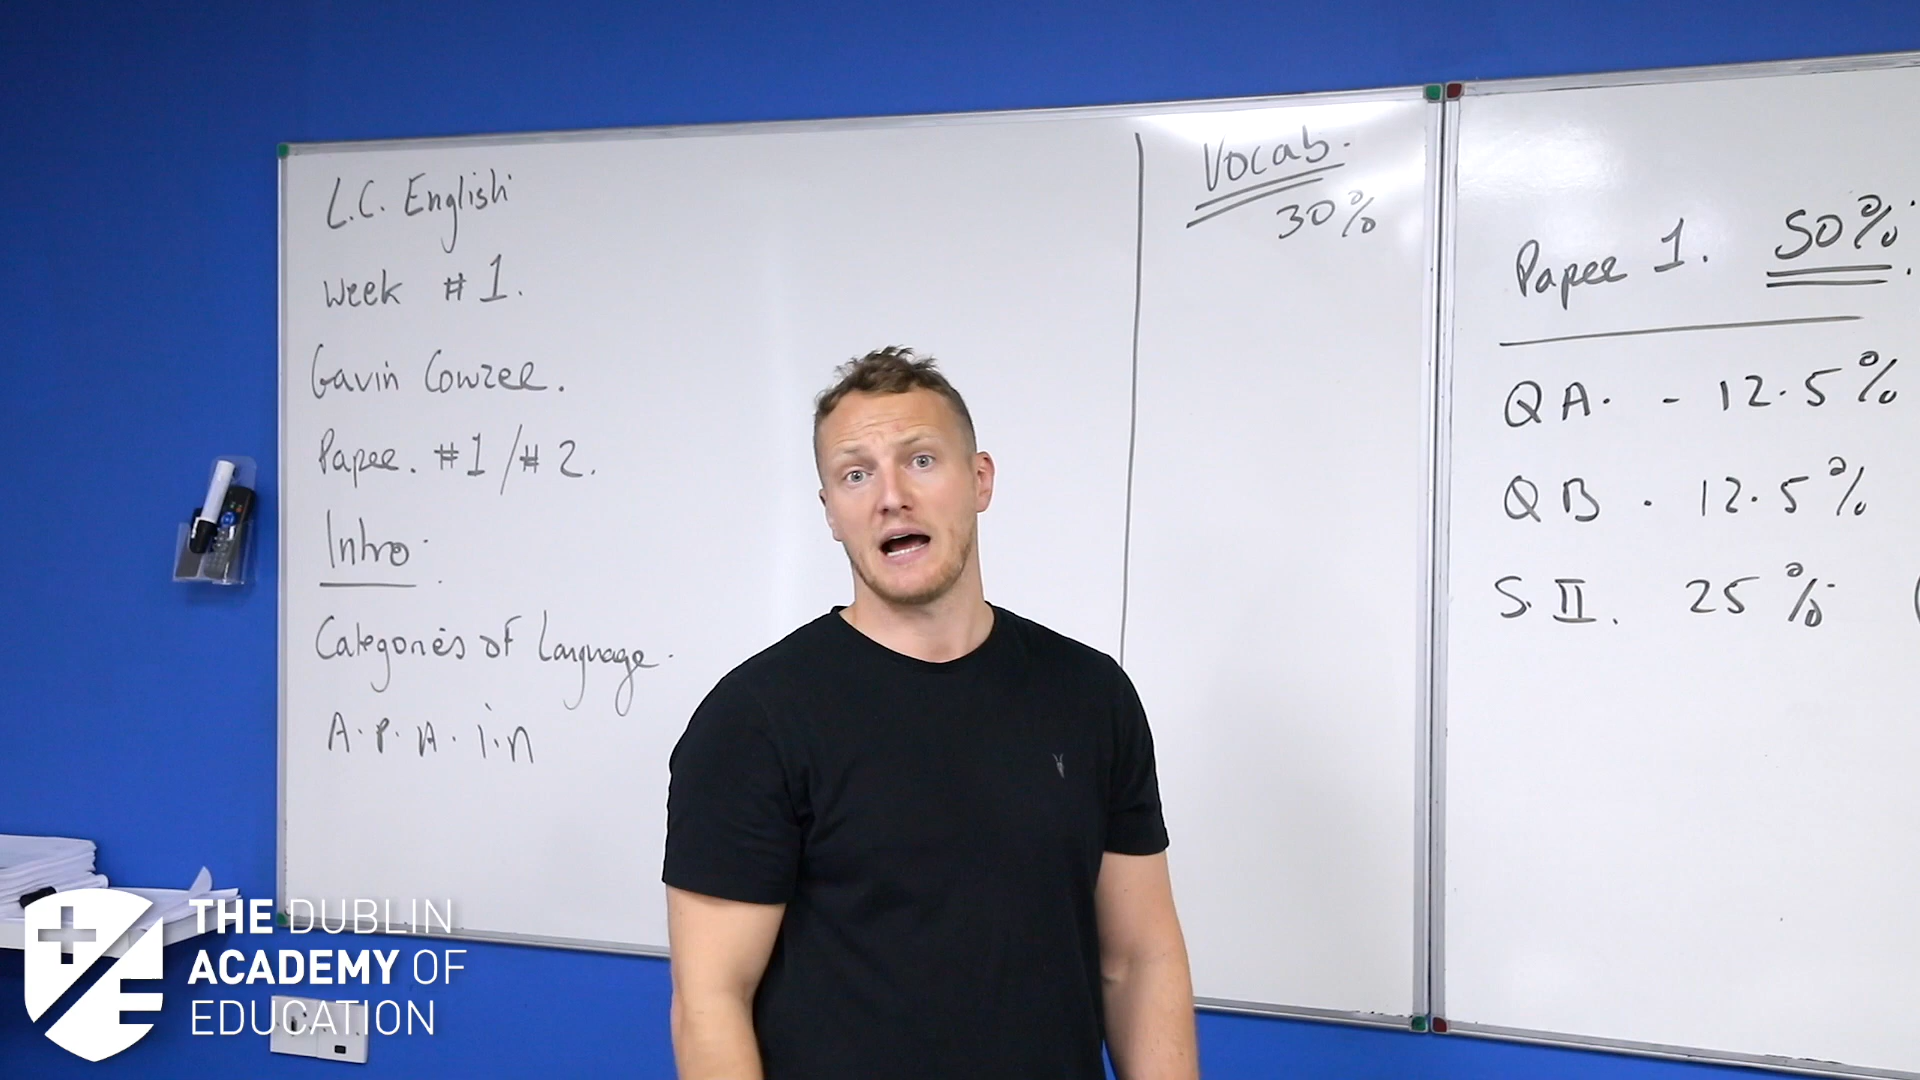 L.C. English
Week #1.
Gavin Cowzer.
Paper. #1/#2.
Intro:
Categories of Language.
A.P.A.i.n
Vocab.
30%
Paper 1. 50%.
QA. - 12.5%
QB. 12.5%
S.II. 25%
THE DUBLIN
ACADEMY OF
EDUCATION